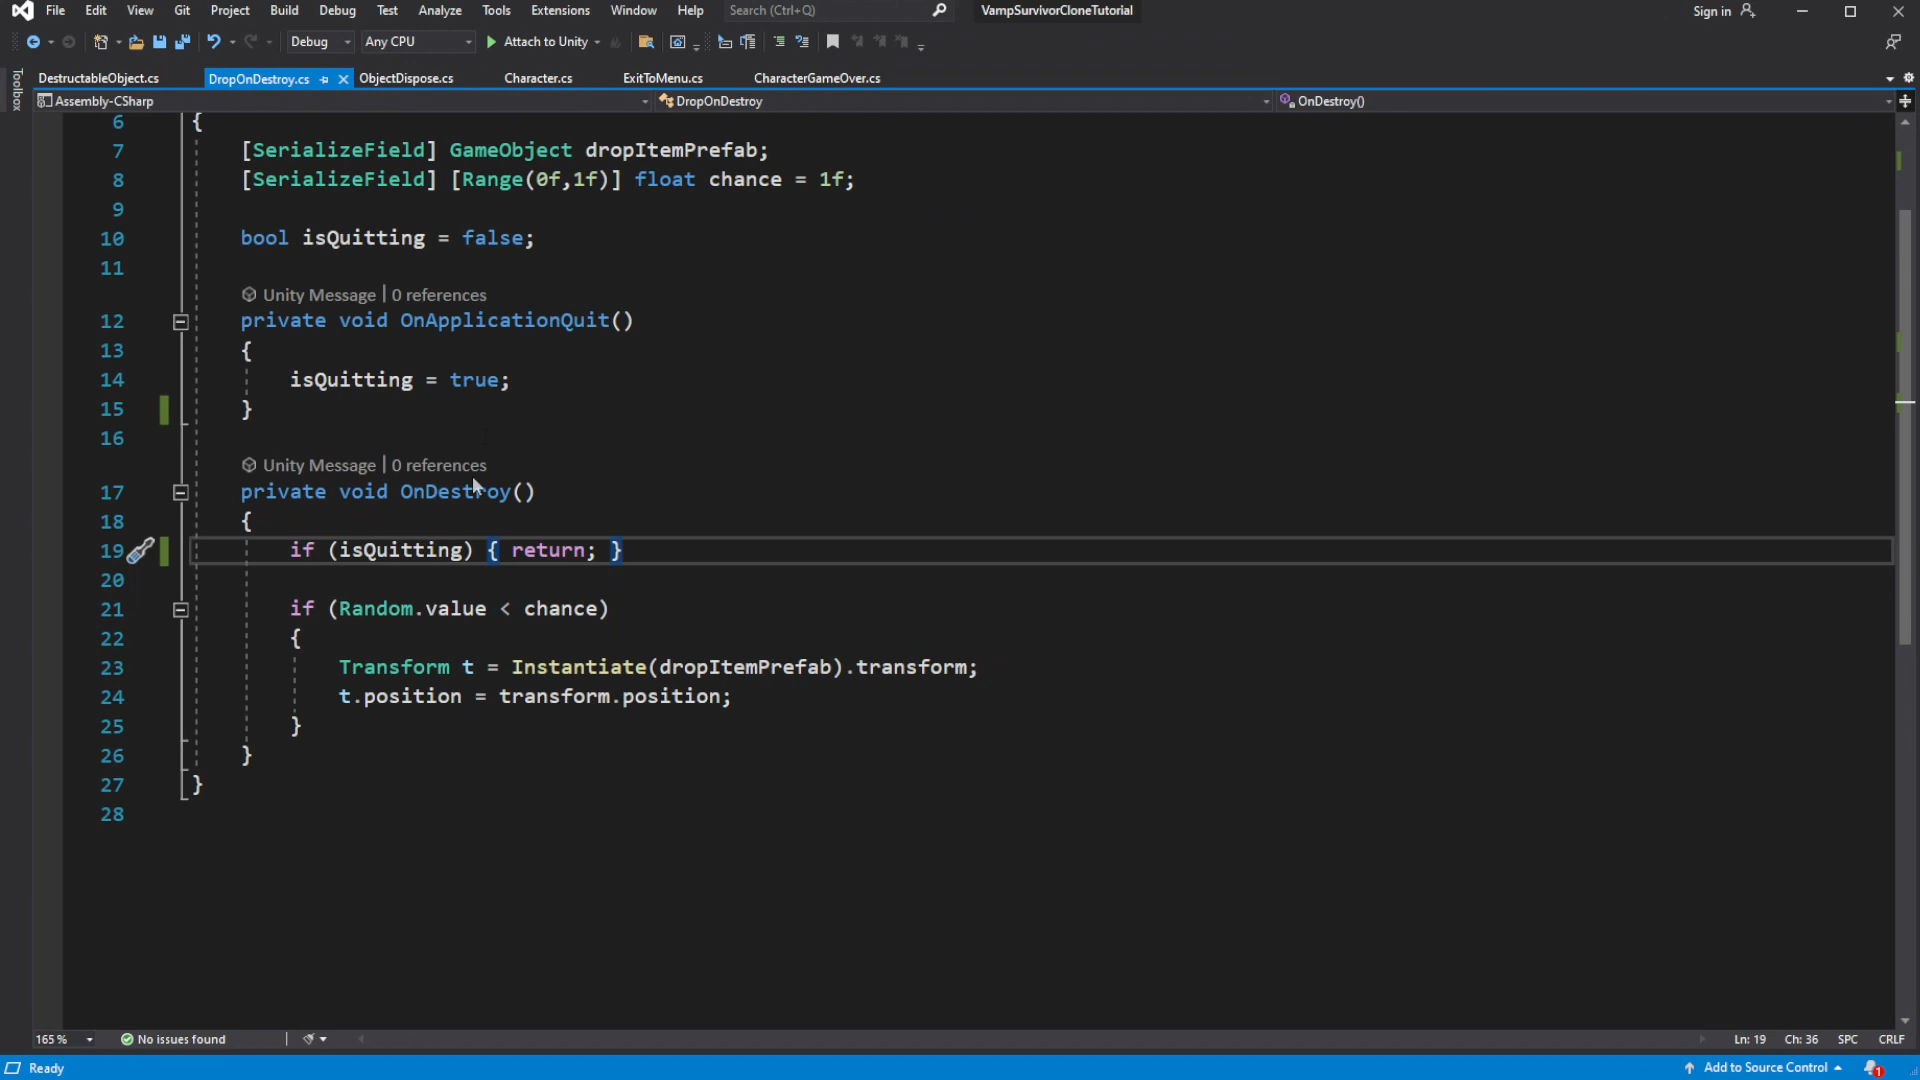 File Edit View Git Project Build Debug Test Analyze Tools Extensions Window Help Search (Ctrl+Q) VampSurvivorCloneTutorial Sign in
Debug Any CPU Attach to Unity
Toolbox
DestructableObject.cs DropOnDestroy.cs ObjectDispose.cs Character.cs ExitToMenu.cs CharacterGameOver.cs
Assembly-CSharp DropOnDestroy OnDestroy()
6 {
7 [SerializeField] GameObject dropItemPrefab;
8 [SerializeField] [Range(0f,1f)] float chance = 1f;
9
10 bool isQuitting = false;
11
Unity Message | 0 references
12 private void OnApplicationQuit()
13 {
14 isQuitting = true;
15 }
16
Unity Message | 0 references
17 private void OnDestroy()
18 {
19 if (isQuitting) { return; }
20
21 if (Random.value < chance)
22 {
23 Transform t = Instantiate(dropItemPrefab).transform;
24 t.position = transform.position;
25 }
26 }
27 }
28
165 % No issues found Ln: 19 Ch: 36 SPC CRLF
Ready Add to Source Control 1